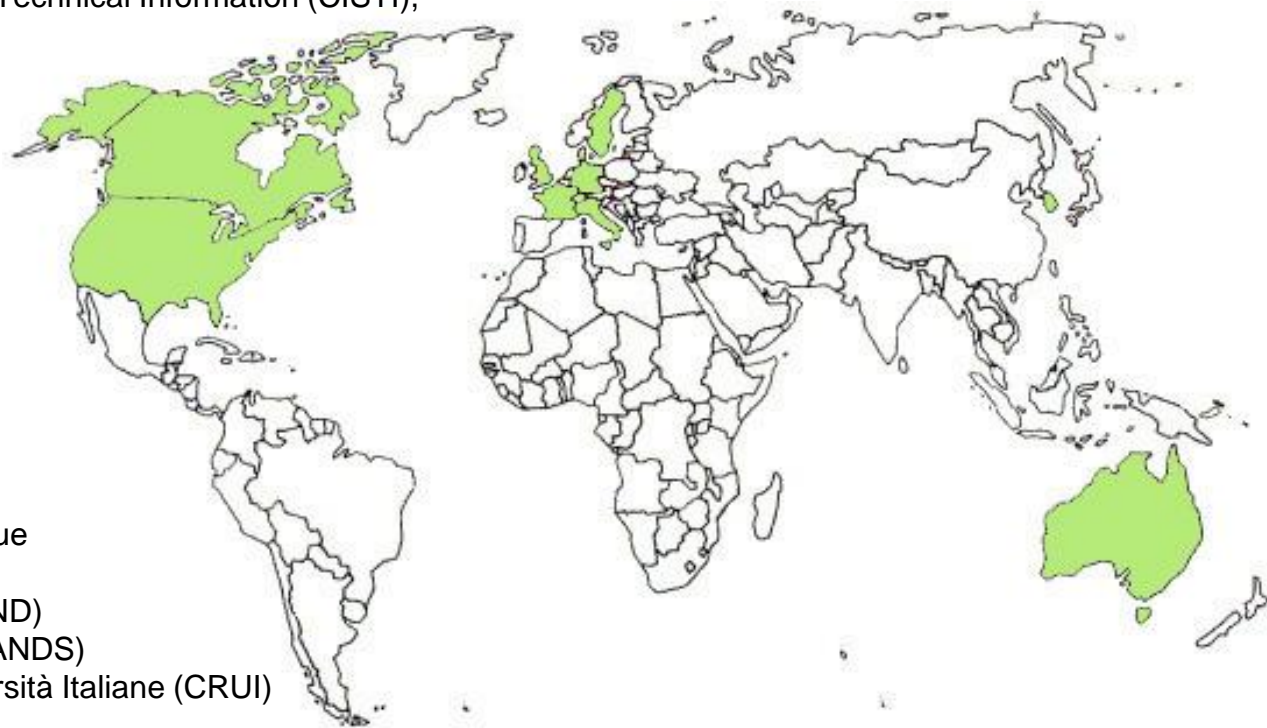 Technical Information (CISTI),
ue
ND)
ANDS)
rsità Italiane (CRUI)